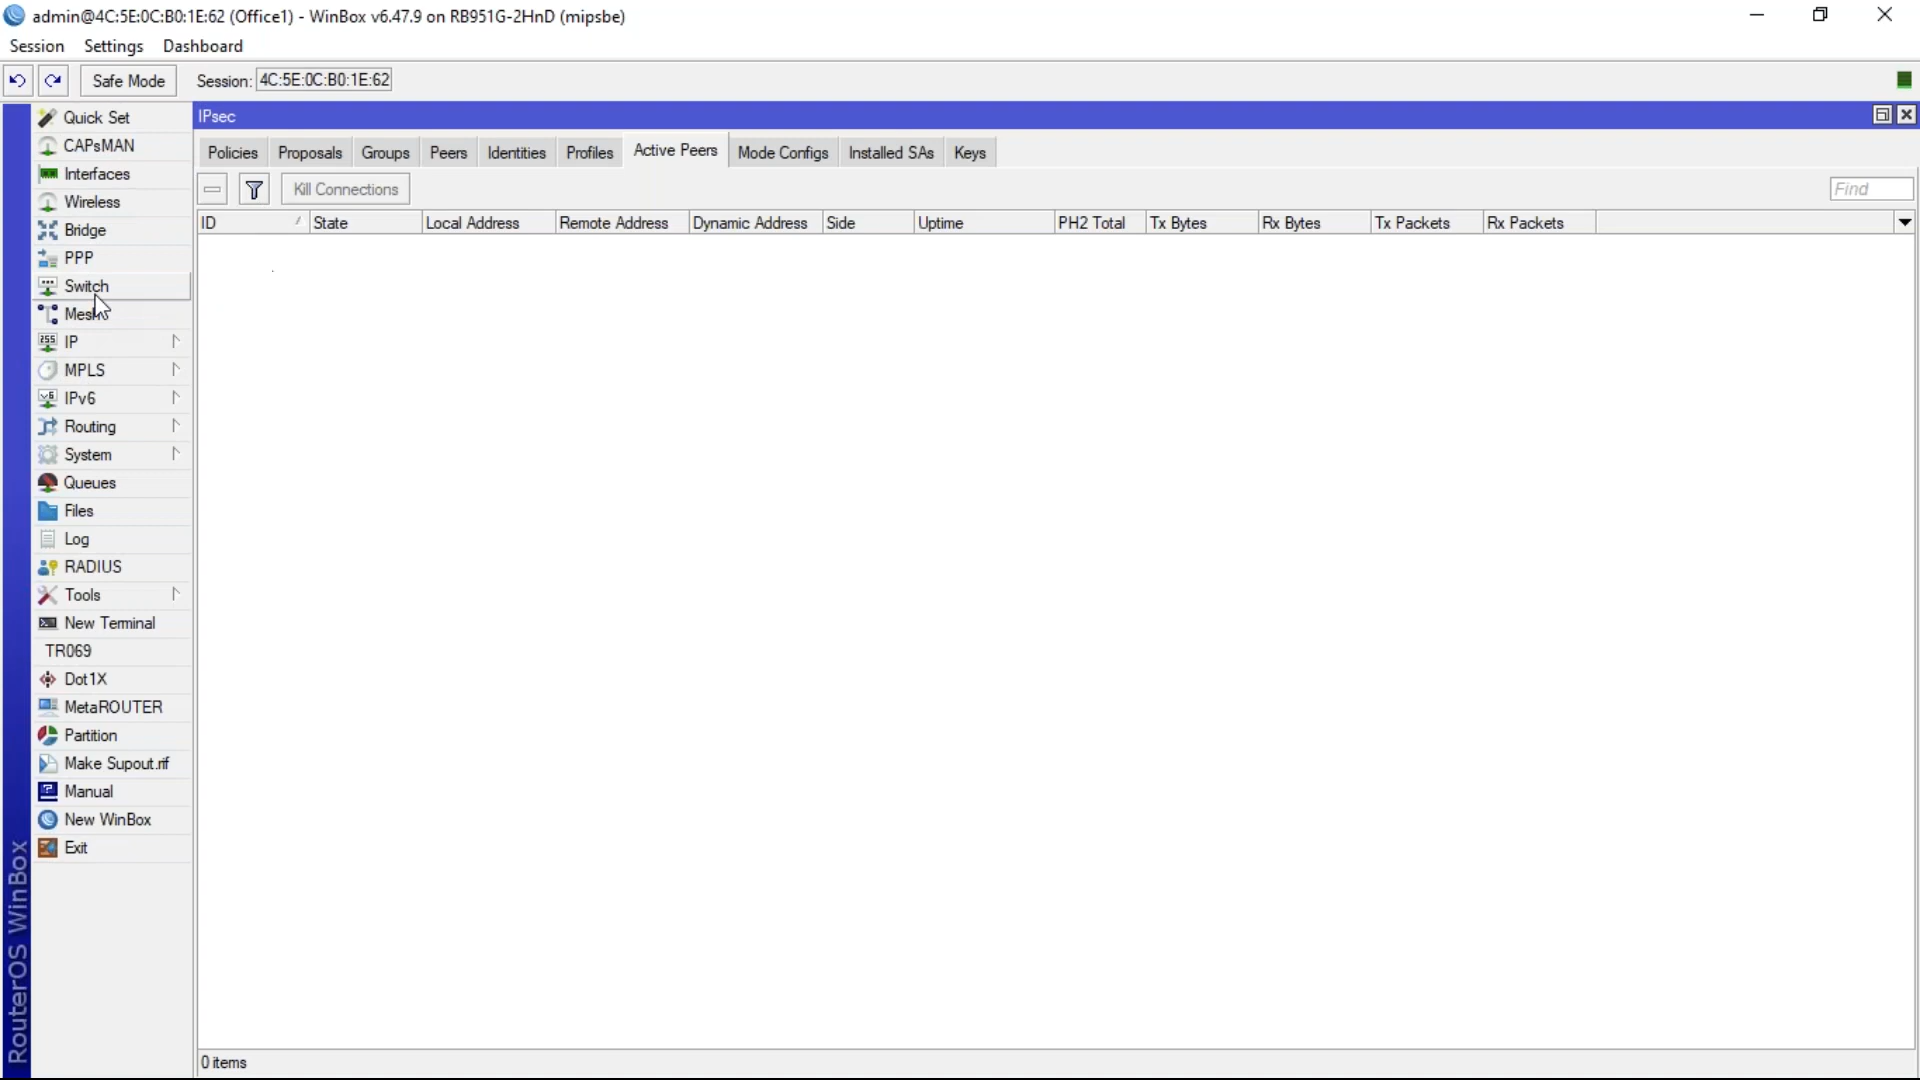 admin@4C:5E:0C:B0:1E:62 (Office1) - WinBox v6.47.9 on RB951G-2HnD (mipsbe)
Session Settings Dashboard
Safe Mode Session: 4C:5E:0C:B0:1E:62
IPsec
Policies Proposals Groups Peers Identities Profiles Active Peers Mode Configs Installed SAs Keys
Kill Connections Find
ID State Local Address Remote Address Dynamic Address Side Uptime PH2 Total Tx Bytes Rx Bytes Tx Packets Rx Packets
Quick Set
CAPsMAN
Interfaces
Wireless
Bridge
PPP
Switch
Mesh
255 IP
MPLS
v6 IPv6
Routing
System
Queues
Files
Log
RADIUS
Tools
New Terminal
TR069
Dot1X
MetaROUTER
Partition
Make Supout.rif
Manual
New WinBox
Exit
RouterOS WinBox
0 items